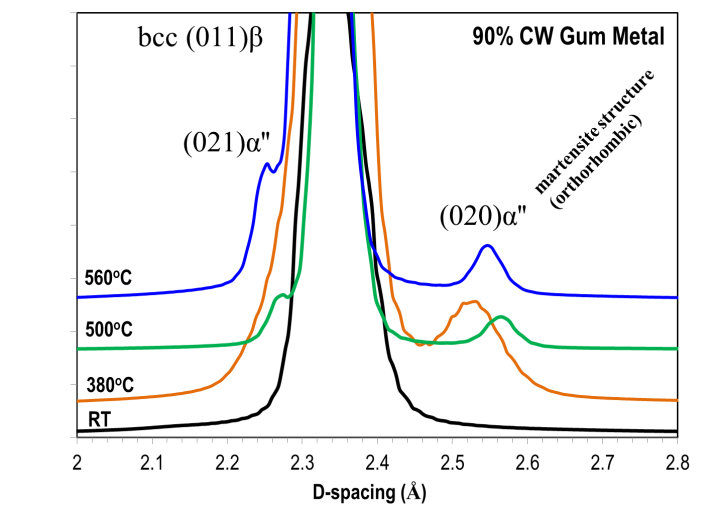 bcc (011)β
90% CW Gum Metal
(021)α"
martensite structure
(orthorhombic)
(020)α"
560°C
500°C
380°C
RT
2 2.1 2.2 2.3 2.4 2.5 2.6 2.7 2.8
D-spacing (Å)